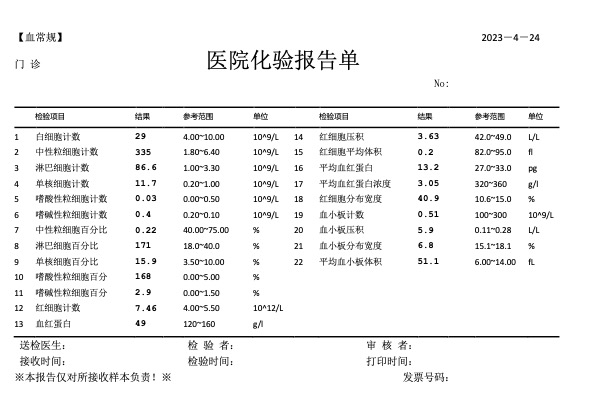 【血常规】 2023－4－24
医院化验报告单
门 诊
No:
检验项目 结果 参考范围 单位 检验项目 结果 参考范围 单位
1 白细胞计数 29 4.00~10.00 10^9/L 14 红细胞压积 3.63 42.0~49.0 L/L
2 中性粒细胞计数 335 1.80~6.40 10^9/L 15 红细胞平均体积 0.2 82.0~95.0 fl
3 淋巴细胞计数 86.6 1.00~3.30 10^9/L 16 平均血红蛋白 13.2 27.0~33.0 pg
4 单核细胞计数 11.7 0.20~1.00 10^9/L 17 平均血红蛋白浓度 3.05 320~360 g/l
5 嗜酸性粒细胞计数 0.03 0.00~0.50 10^9/L 18 红细胞分布宽度 40.9 10.6~15.0 %
6 嗜碱性粒细胞计数 0.4 0.20~0.10 10^9/L 19 血小板计数 0.51 100~300 10^9/L
7 中性粒细胞百分比 0.22 40.00~75.00 % 20 血小板压积 5.9 0.11~0.28 L/L
8 淋巴细胞百分比 171 18.0~40.0 % 21 血小板分布宽度 6.8 15.1~18.1 %
9 单核细胞百分比 15.9 3.50~10.00 % 22 平均血小板体积 51.1 6.00~14.00 fL
10 嗜酸性粒细胞百分 168 0.00~5.00 %
11 嗜碱性粒细胞百分 2.9 0.00~1.50 %
12 红细胞计数 7.46 4.00~5.50 10^12/L
13 血红蛋白 49 120~160 g/l
送检医生: 检 验 者: 审 核 者:
接收时间: 检验时间: 打印时间:
※本报告仅对所接收样本负责！※ 发票号码: